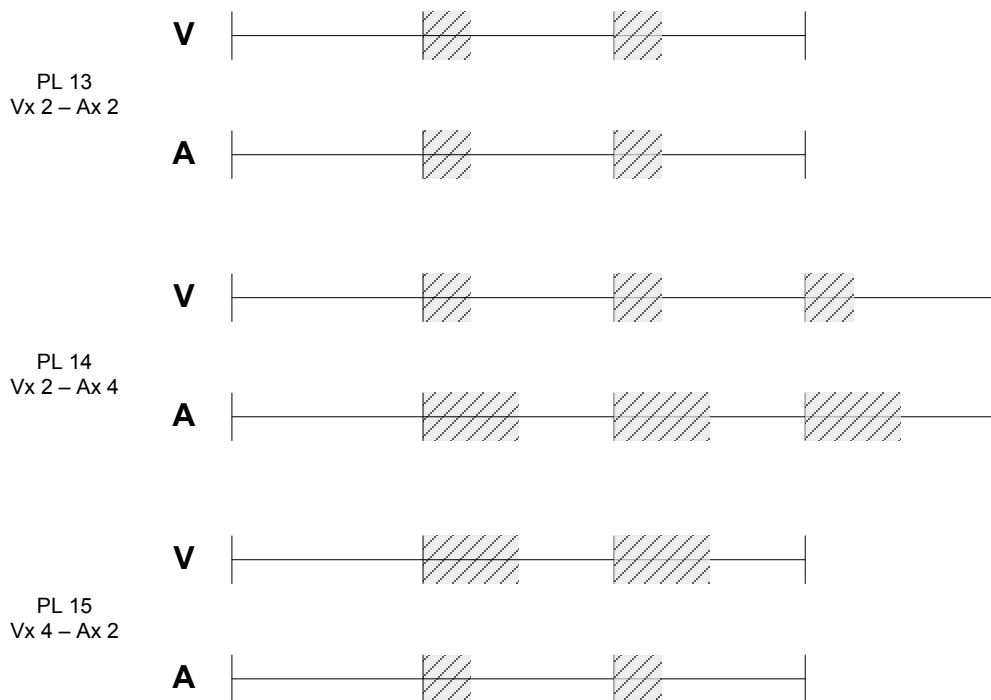 V
PL 13
Vx 2 – Ax 2
A
V
PL 14
Vx 2 – Ax 4
A
V
PL 15
Vx 4 – Ax 2
A